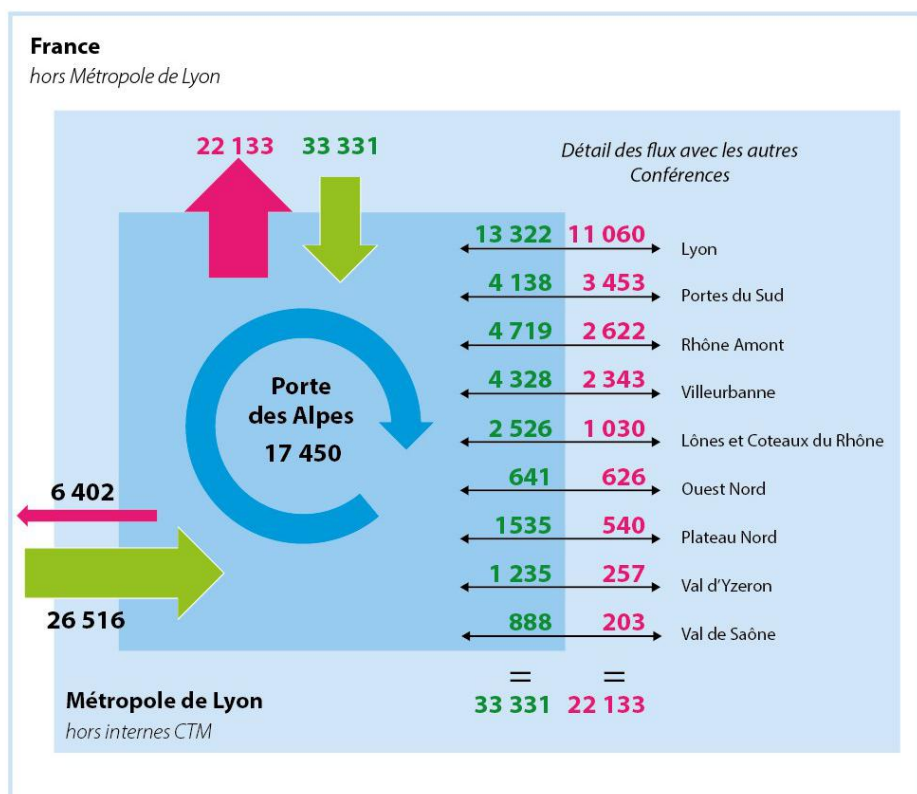 France
hors Métropole de Lyon
22 133 33 331
Détail des flux avec les autres
Conférences
13 322 11 060 Lyon
4 138 3 453 Portes du Sud
4 719 2 622 Rhône Amont
4 328 2 343 Villeurbanne
2 526 1 030 Lônes et Coteaux du Rhône
641 626 Ouest Nord
1535 540 Plateau Nord
1 235 257 Val d'Yzeron
888 203 Val de Saône
= =
33 331 22 133
Porte
des Alpes
17 450
6 402
26 516
Métropole de Lyon
hors internes CTM